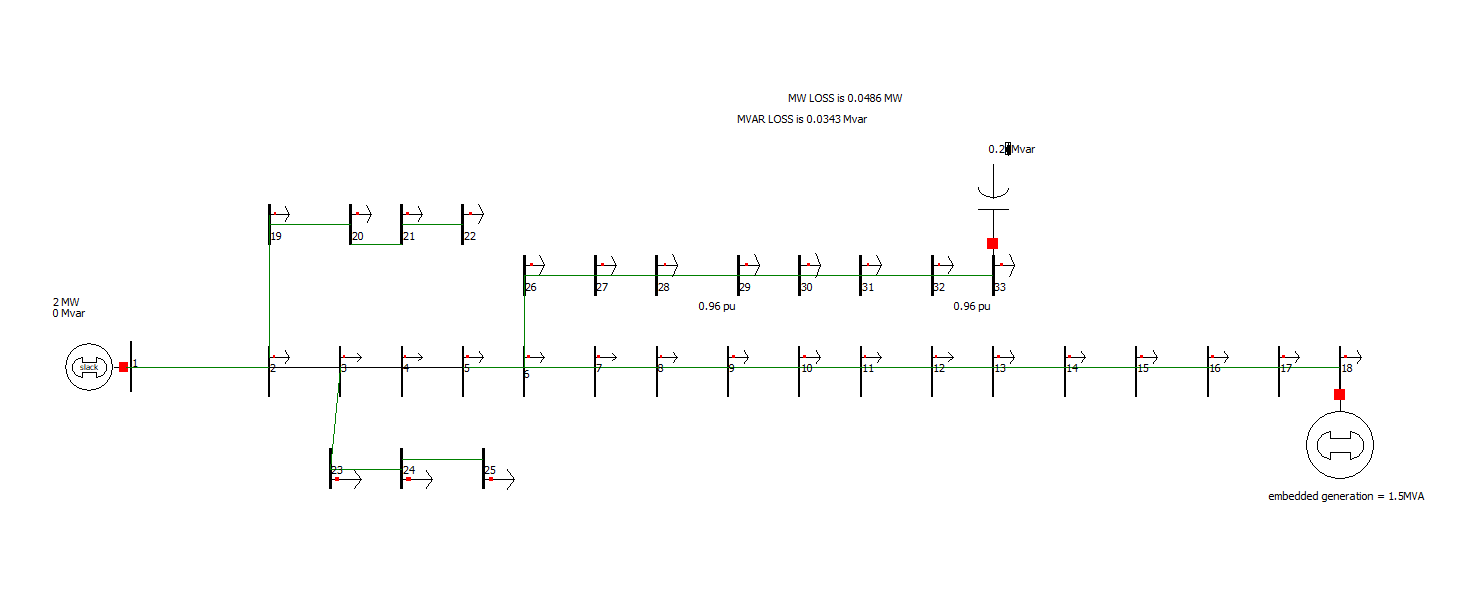 MW LOSS is 0.0486 MW
MVAR LOSS is 0.0343 Mvar
Mvar
19 20 21 22
26 27 28 29 30 31 32 33
0.96 pu 0.96 pu
2 MW
0 Mvar
slack 1 2 3 4 5 6 7 8 9 10 11 12 13 14 15 16 17 18
23 24 25
embedded generation = 1.5MVA